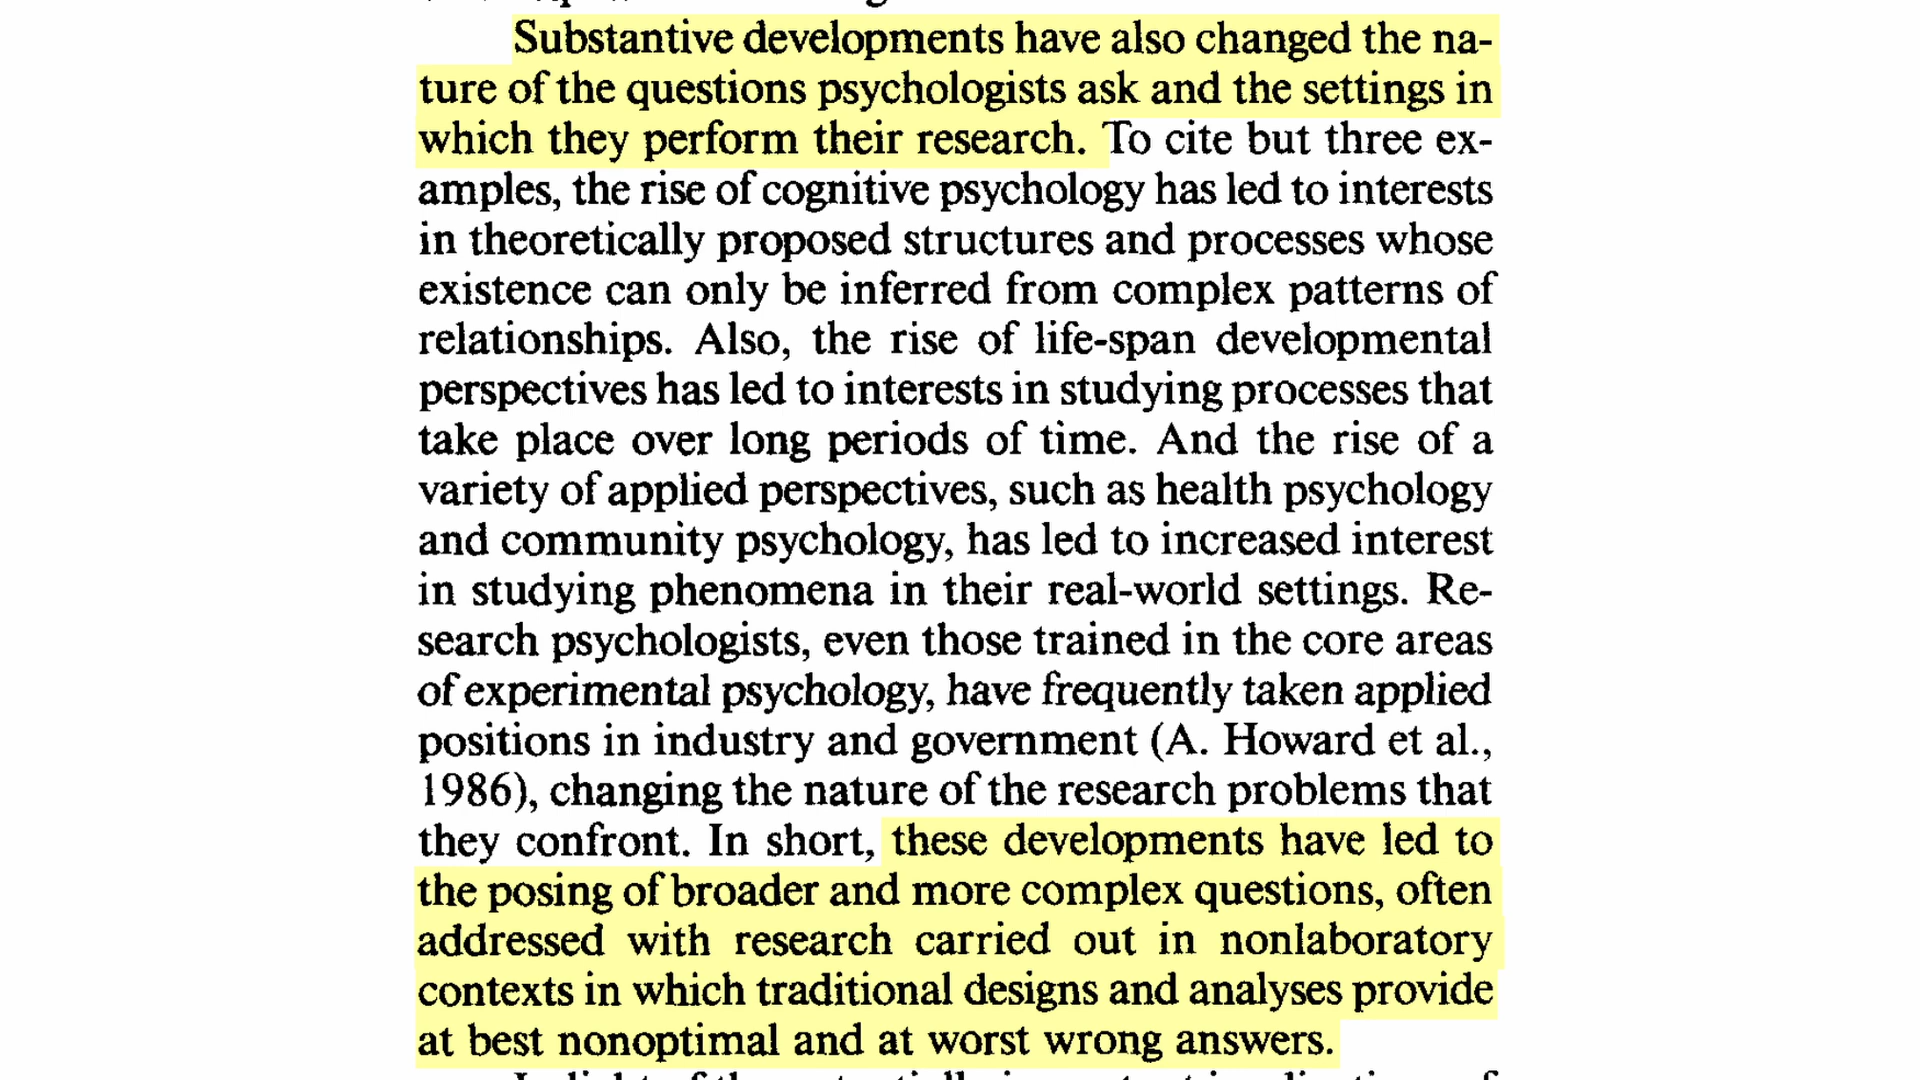 Substantive developments have also changed the na-
ture of the questions psychologists ask and the settings in
which they perform their research. To cite but three ex-
amples, the rise of cognitive psychology has led to interests
in theoretically proposed structures and processes whose
existence can only be inferred from complex patterns of
relationships. Also, the rise of life-span developmental
perspectives has led to interests in studying processes that
take place over long periods of time. And the rise of a
variety of applied perspectives, such as health psychology
and community psychology, has led to increased interest
in studying phenomena in their real-world settings. Re-
search psychologists, even those trained in the core areas
of experimental psychology, have frequently taken applied
positions in industry and government (A. Howard et al.,
1986), changing the nature of the research problems that
they confront. In short, these developments have led to
the posing of broader and more complex questions, often
addressed with research carried out in nonlaboratory
contexts in which traditional designs and analyses provide
at best nonoptimal and at worst wrong answers.